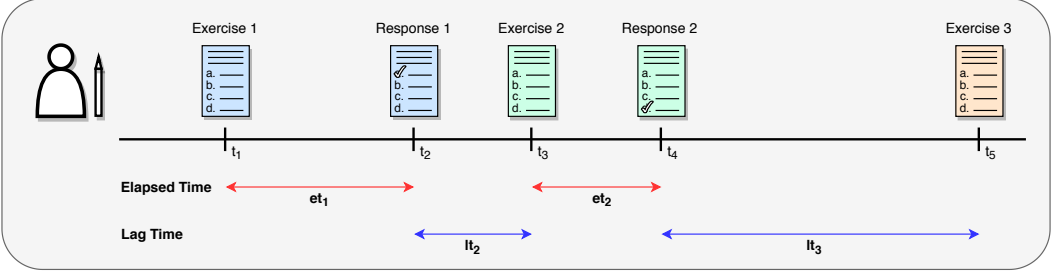 Exercise 1 Response 1 Exercise 2 Response 2 Exercise 3
a. a. a. a. a.
b. b. b. b. b.
c. c. c. c. c.
d. d. d. d. d.
t1 t2 t3 t4 t5
Elapsed Time et1 et2
Lag Time lt2 lt3